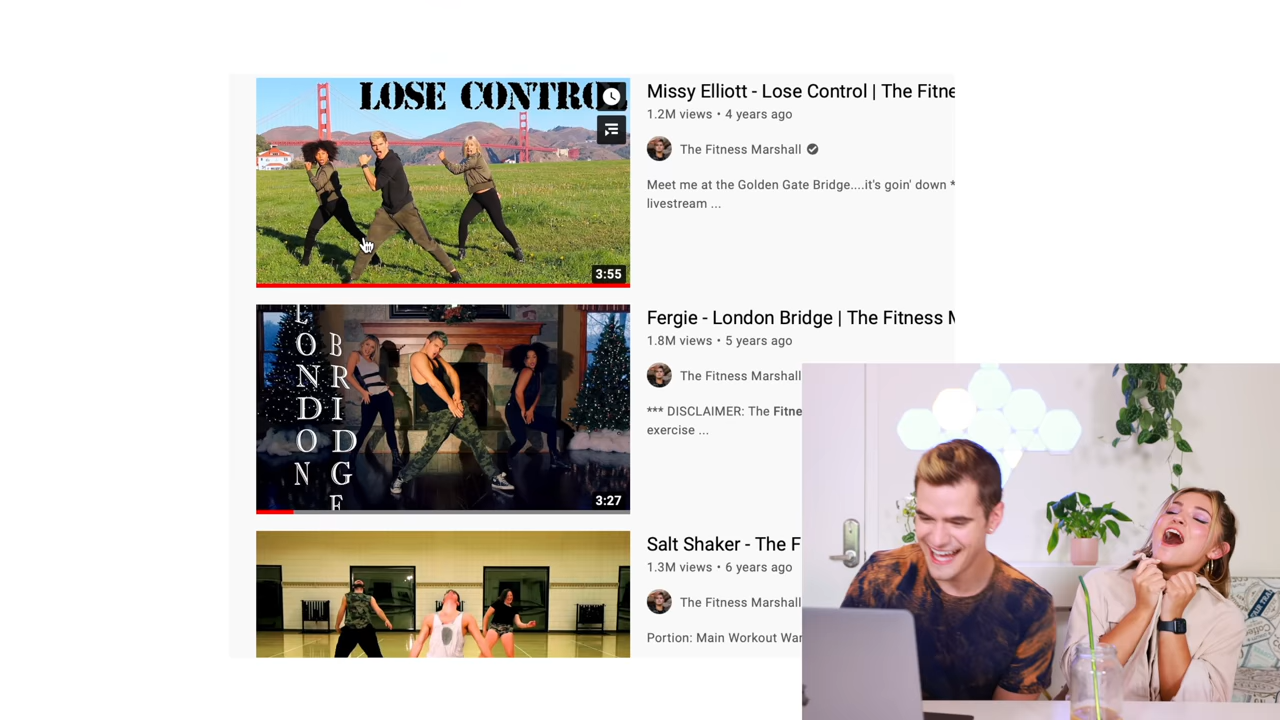 LOSE CONTROL
3:55
Missy Elliott - Lose Control | The Fitne
1.2M views • 4 years ago
The Fitness Marshall
Meet me at the Golden Gate Bridge....it's goin' down *
livestream ...
LONDON
BRIDGE
3:27
Fergie - London Bridge | The Fitness M
1.8M views • 5 years ago
The Fitness Marshall
*** DISCLAIMER: The Fitne
exercise ...
Salt Shaker - The F
1.3M views • 6 years ago
The Fitness Marshall
Portion: Main Workout War